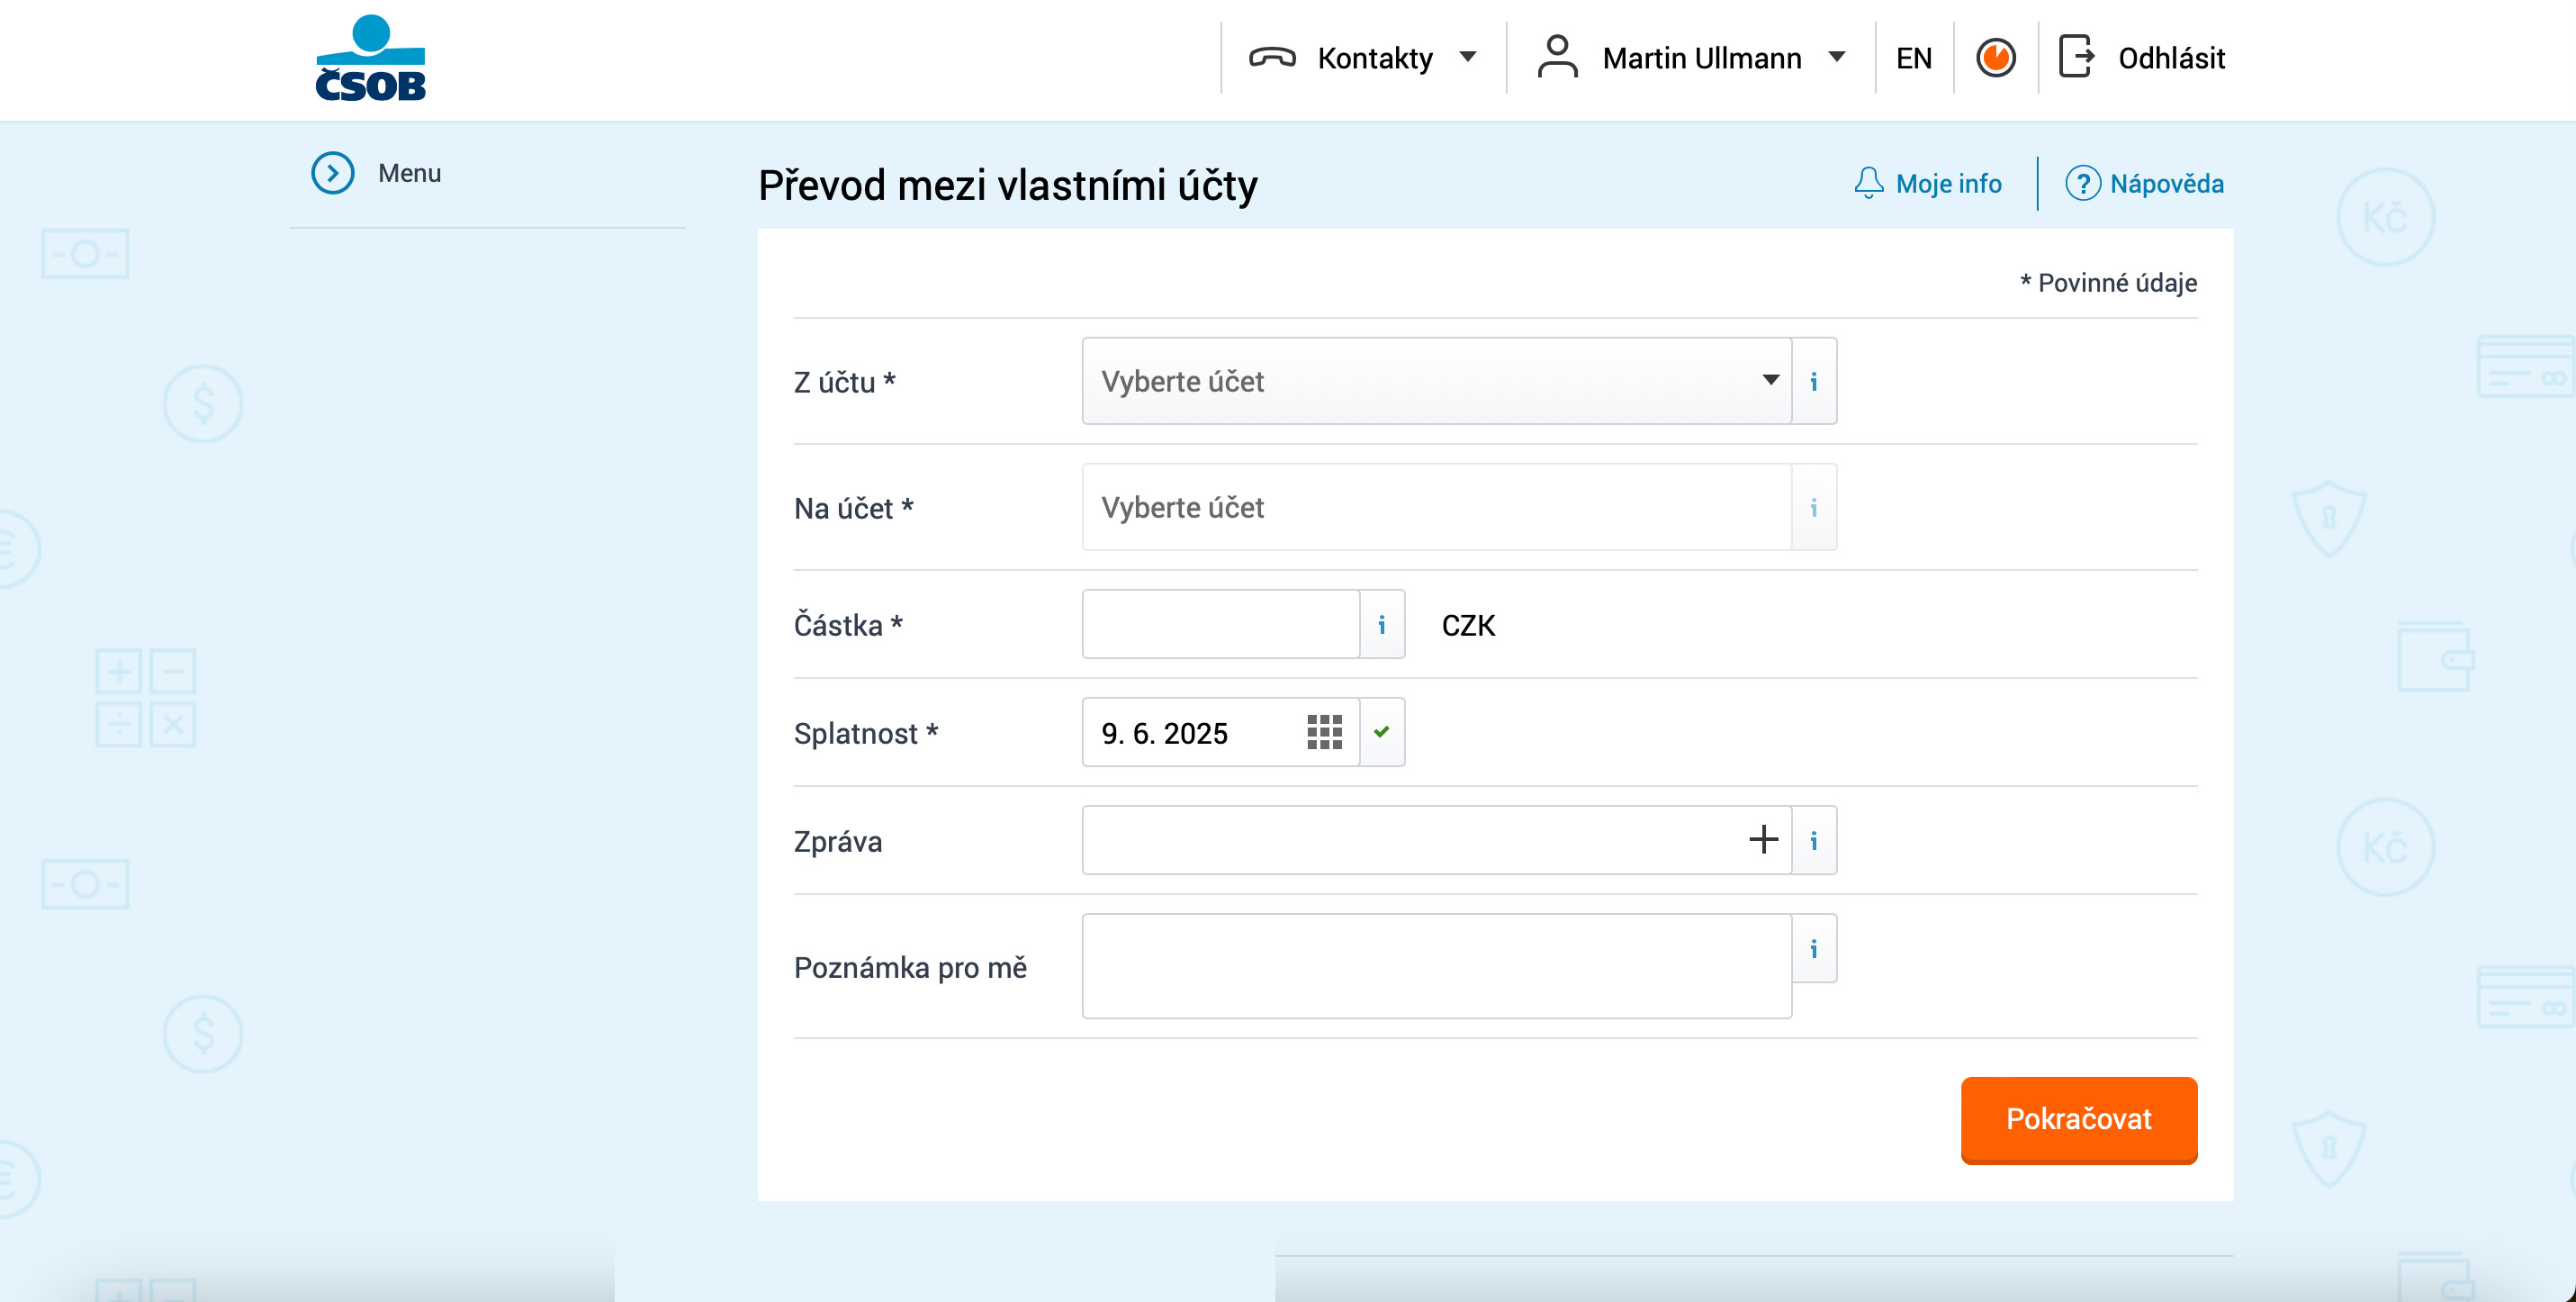 ČSOB
Kontakty
Martin Ullmann
EN
Odhlásit
Menu
Převod mezi vlastními účty
Moje info
Nápověda
* Povinné údaje
Z účtu *
Vyberte účet
Na účet *
Vyberte účet
Částka *
CZK
Splatnost *
9. 6. 2025
Zpráva
Poznámka pro mě
Pokračovat